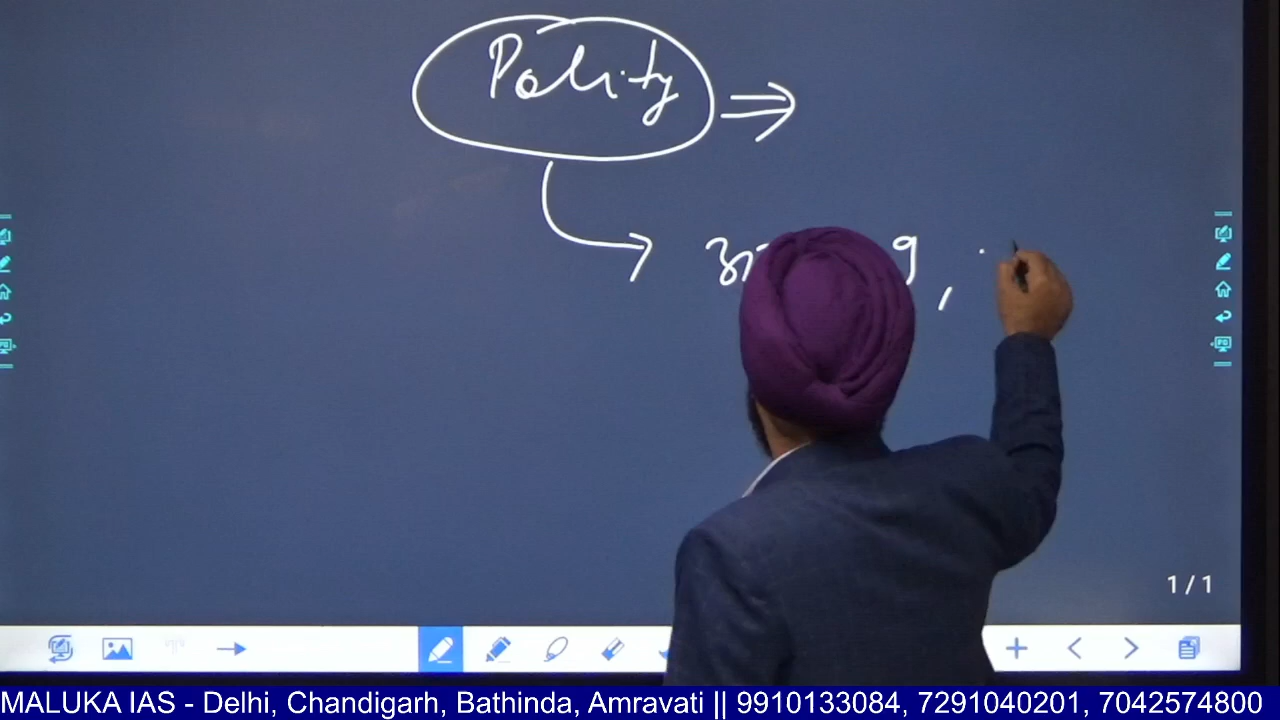 Polity
1 / 1
MALUKA IAS - Delhi, Chandigarh, Bathinda, Amravati || 9910133084, 7291040201, 7042574800